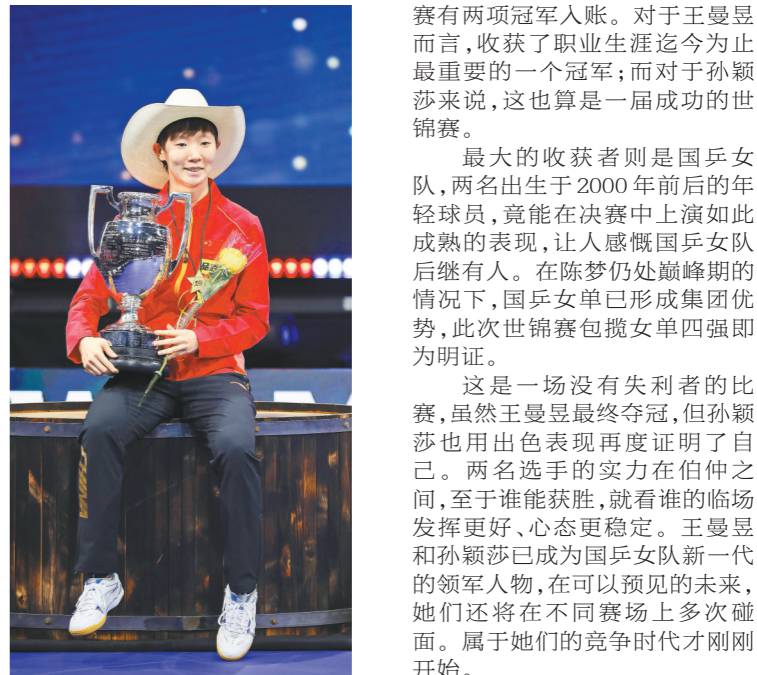 赛有两项冠军入账。对于王曼昱
而言,收获了职业生涯迄今为止
最重要的一个冠军;而对于孙颖
莎来说,这也算是一届成功的世
锦赛。
最大的收获者则是国乒女
队,两名出生于2000年前后的年
轻球员,竟能在决赛中上演如此
成熟的表现,让人感慨国乒女队
后继有人。在陈梦仍处巅峰期的
情况下,国乒女单已形成集团优
势,此次世锦赛包揽女单四强即
为明证。
这是一场没有失利者的比
赛,虽然王曼昱最终夺冠,但孙颖
莎也用出色表现再度证明了自
己。两名选手的实力在伯仲之
间,至于谁能获胜,就看谁的临场
发挥更好、心态更稳定。王曼昱
和孙颖莎已成为国乒女队新一代
的领军人物,在可以预见的未来,
她们还将在不同赛场上多次碰
面。属于她们的竞争时代才刚刚
开始。